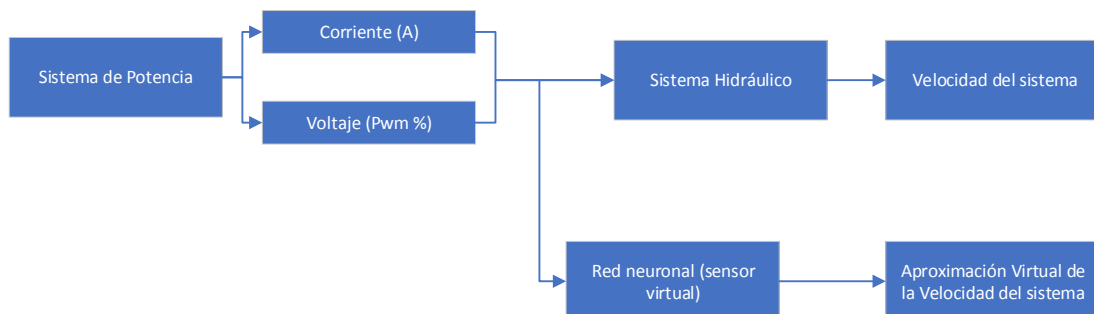 Corriente (A)
Sistema de Potencia
Voltaje (Pwm %)
Sistema Hidráulico
Velocidad del sistema
Red neuronal (sensor
virtual)
Aproximación Virtual de
la Velocidad del sistema